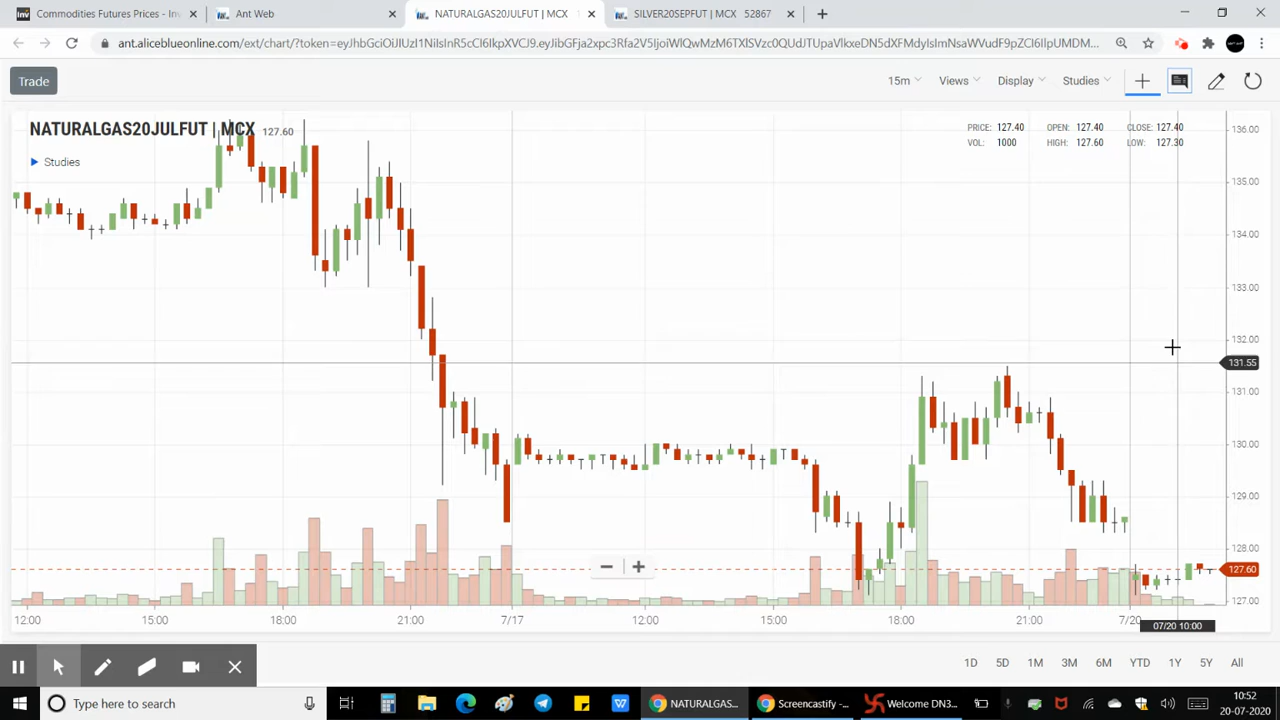 Commodities Futures Prices - Inv
Ant Web
NATURALGAS20JULFUT | MCX
SILVER20SEPFUT | MCX 52867
Trade
15m
Views
Display
Studies
NATURALGAS20JULFUT | MCX 127.60
Studies
PRICE: 127.40 OPEN: 127.40 CLOSE: 127.40
VOL: 1000 HIGH: 127.60 LOW: 127.30
136.00
135.00
134.00
133.00
132.00
131.55
131.00
130.00
129.00
128.00
127.60
127.00
12:00 15:00 18:00 21:00 7/17 12:00 15:00 18:00 21:00 7/20
07/20 10:00
1D 5D 1M 3M 6M YTD 1Y 5Y All
Type here to search
NATURALGAS...
Screencastify -...
Welcome DN3...
10:52
20-07-2020